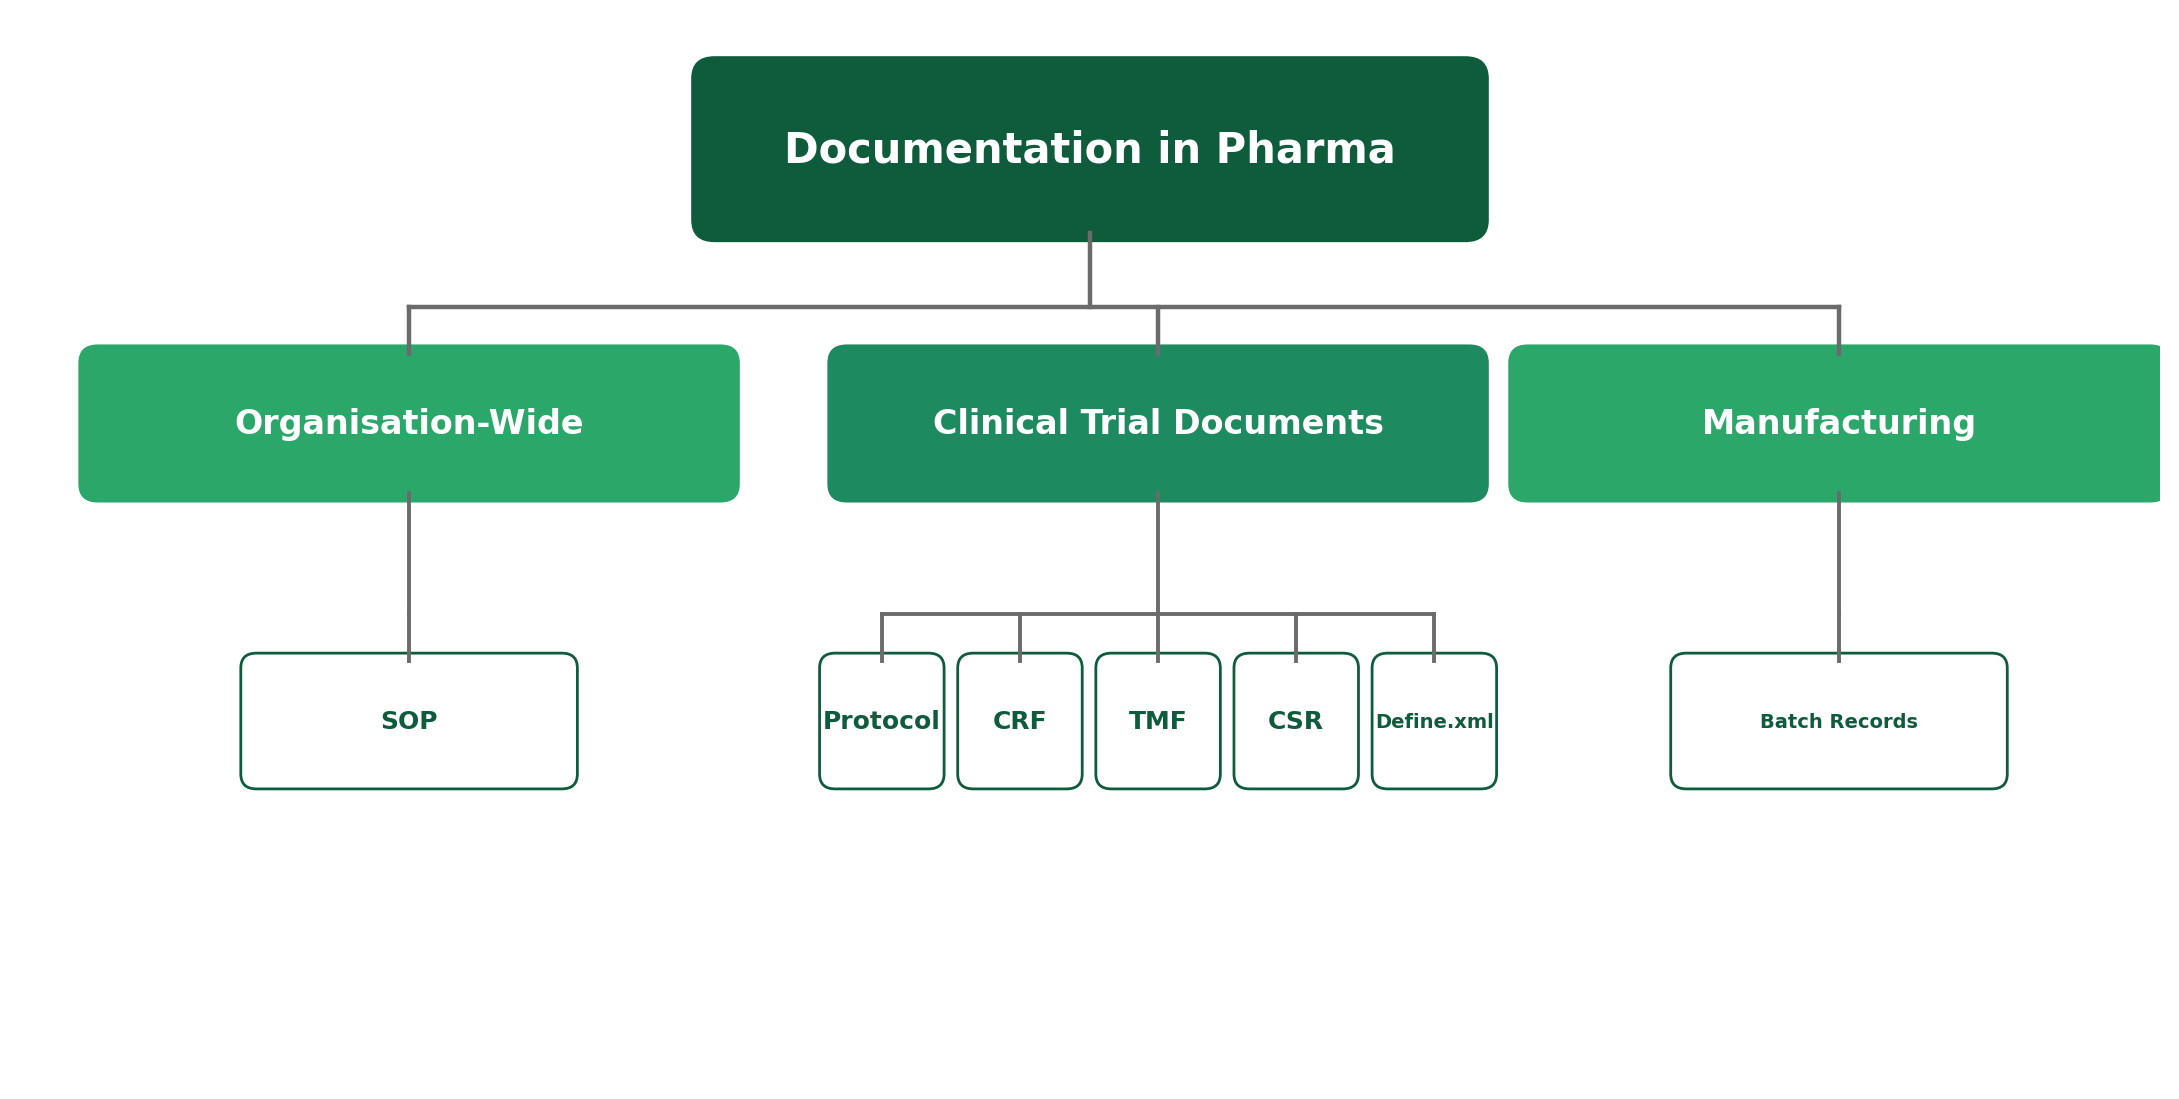 Documentation in Pharma
Organisation-Wide
Clinical Trial Documents
Manufacturing
SOP
Protocol
CRF
TMF
CSR
Define.xml
Batch Records